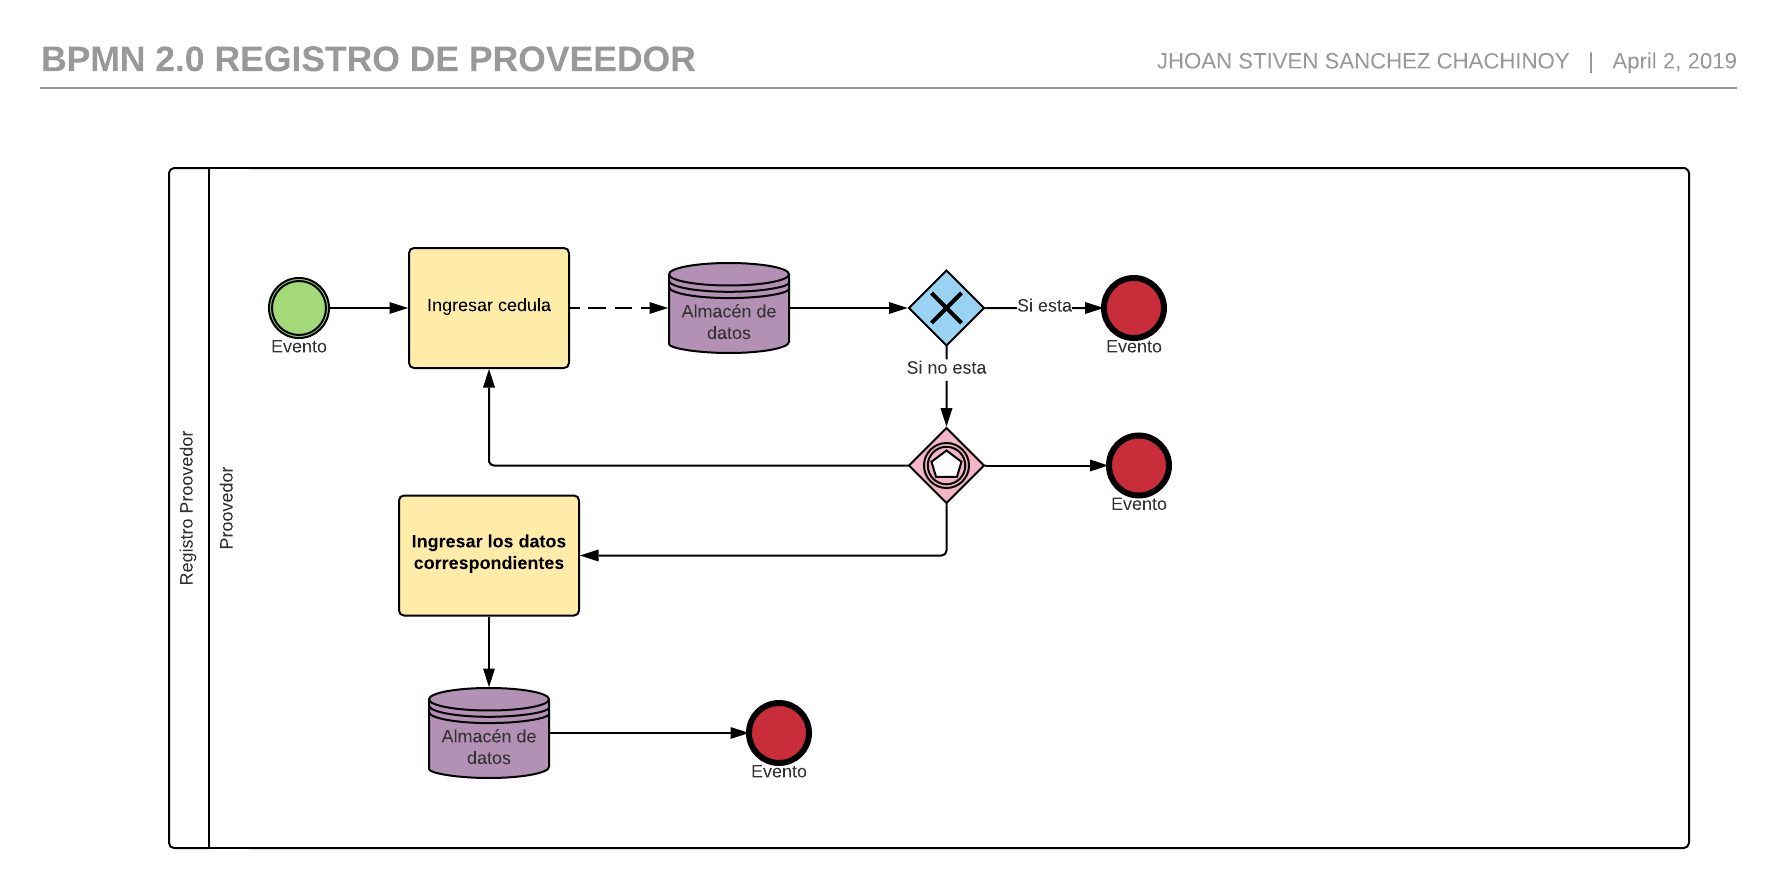 BPMN 2.0 REGISTRO DE PROVEEDOR
JHOAN STIVEN SANCHEZ CHACHINOY | April 2, 2019
Registro Proovedor
Proovedor
Evento
Ingresar cedula
Almacén de
datos
Si esta
Evento
Si no esta
Evento
Ingresar los datos
correspondientes
Almacén de
datos
Evento